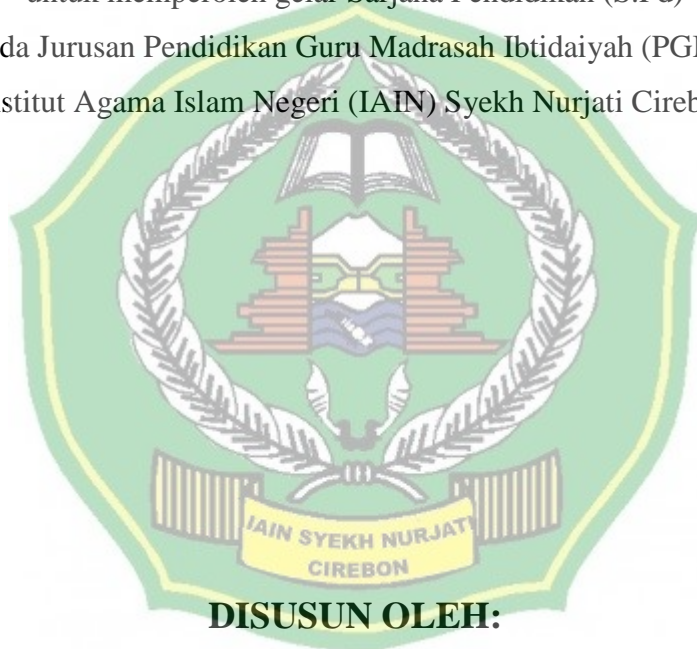 untuk memperoleh gelar Sarjana Pendidikan (S.Pd)
da Jurusan Pendidikan Guru Madrasah Ibtidaiyah (PGI
stitut Agama Islam Negeri (IAIN) Syekh Nurjati Cireb
IAIN SYEKH NURJATI
CIREBON
DISUSUN OLEH: